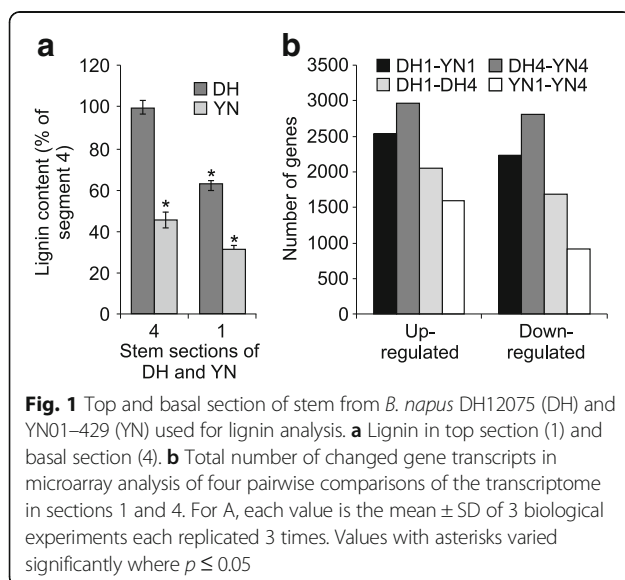 a
120
100
80
60
40
20
0
Lignin content (% of
segment 4)
DH
YN
*
*
*
4 1
Stem sections of
DH and YN
b
DH1-YN1 DH4-YN4
DH1-DH4 YN1-YN4
3500
3000
2500
2000
1500
1000
500
0
Number of genes
Up-
regulated
Down-
regulated
Fig. 1 Top and basal section of stem from B. napus DH12075 (DH) and
YN01–429 (YN) used for lignin analysis. a Lignin in top section (1) and
basal section (4). b Total number of changed gene transcripts in
microarray analysis of four pairwise comparisons of the transcriptome
in sections 1 and 4. For A, each value is the mean ± SD of 3 biological
experiments each replicated 3 times. Values with asterisks varied
significantly where p ≤ 0.05